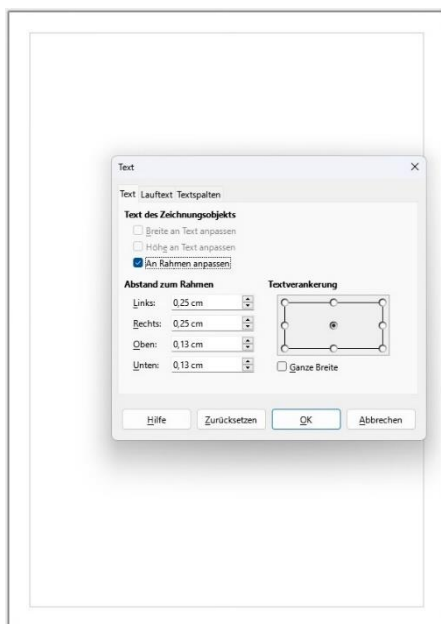 Text
Text Lauftext Textspalten
Text des Zeichnungsobjekts
Breite an Text anpassen
Höhe an Text anpassen
An Rahmen anpassen
Abstand zum Rahmen Textverankerung
Links: 0,25 cm
Rechts: 0,25 cm
Oben: 0,13 cm
Unten: 0,13 cm
Ganze Breite
Hilfe Zurücksetzen OK Abbrechen